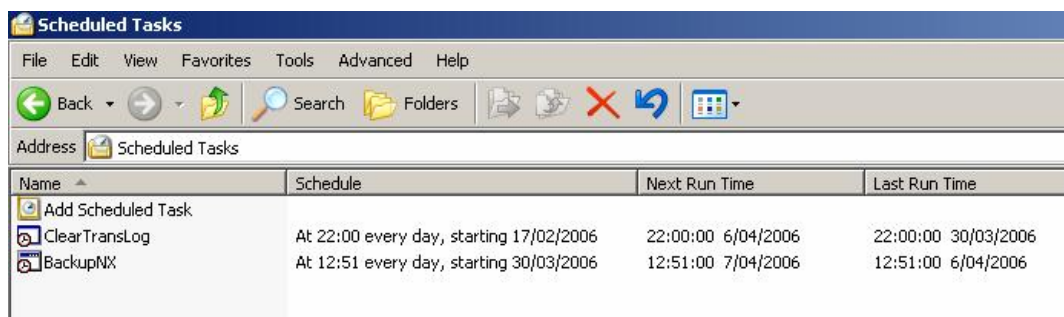 Scheduled Tasks
File Edit View Favorites Tools Advanced Help
Back Search Folders
Address Scheduled Tasks
Name Schedule Next Run Time Last Run Time
Add Scheduled Task
ClearTransLog At 22:00 every day, starting 17/02/2006 22:00:00 6/04/2006 22:00:00 30/03/2006
BackupNX At 12:51 every day, starting 30/03/2006 12:51:00 7/04/2006 12:51:00 6/04/2006